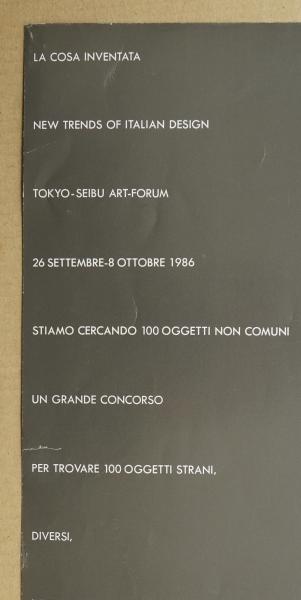 LA COSA INVENTATA
NEW TRENDS OF ITALIAN DESIGN
TOKYO-SEIBU ART-FORUM
26 SETTEMBRE-8 OTTOBRE 1986
STIAMO CERCANDO 100 OGGETTI NON COMUNI
UN GRANDE CONCORSO
PER TROVARE 100 OGGETTI STRANI,
DIVERSI,